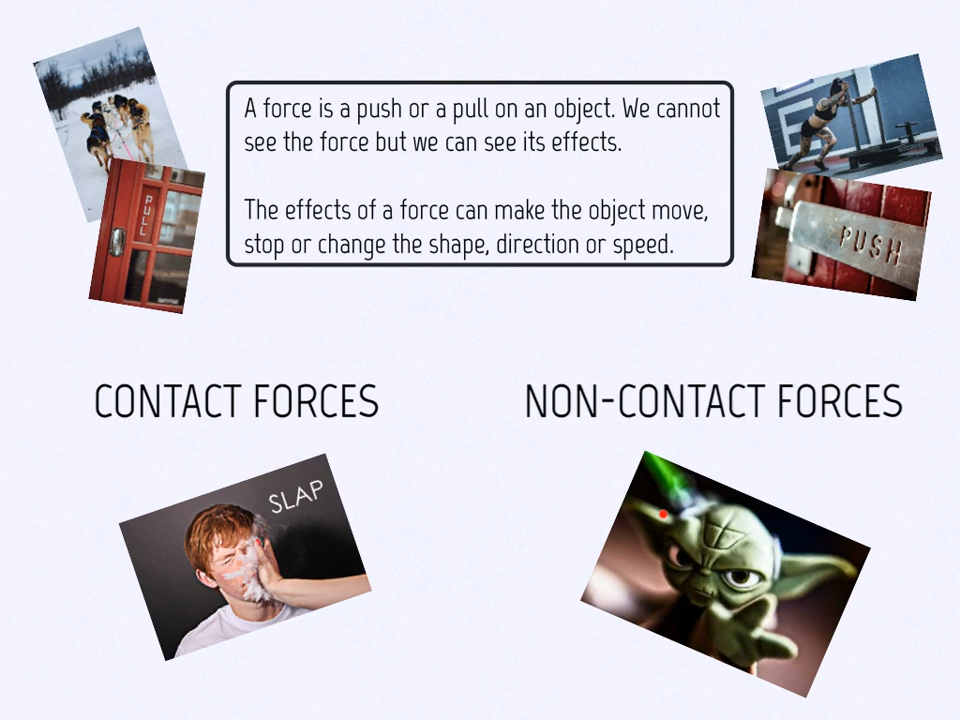 A force is a push or a pull on an object. We cannot
see the force but we can see its effects.
The effects of a force can make the object move,
stop or change the shape, direction or speed.
PULL
PUSH
CONTACT FORCES
NON-CONTACT FORCES
SLAP